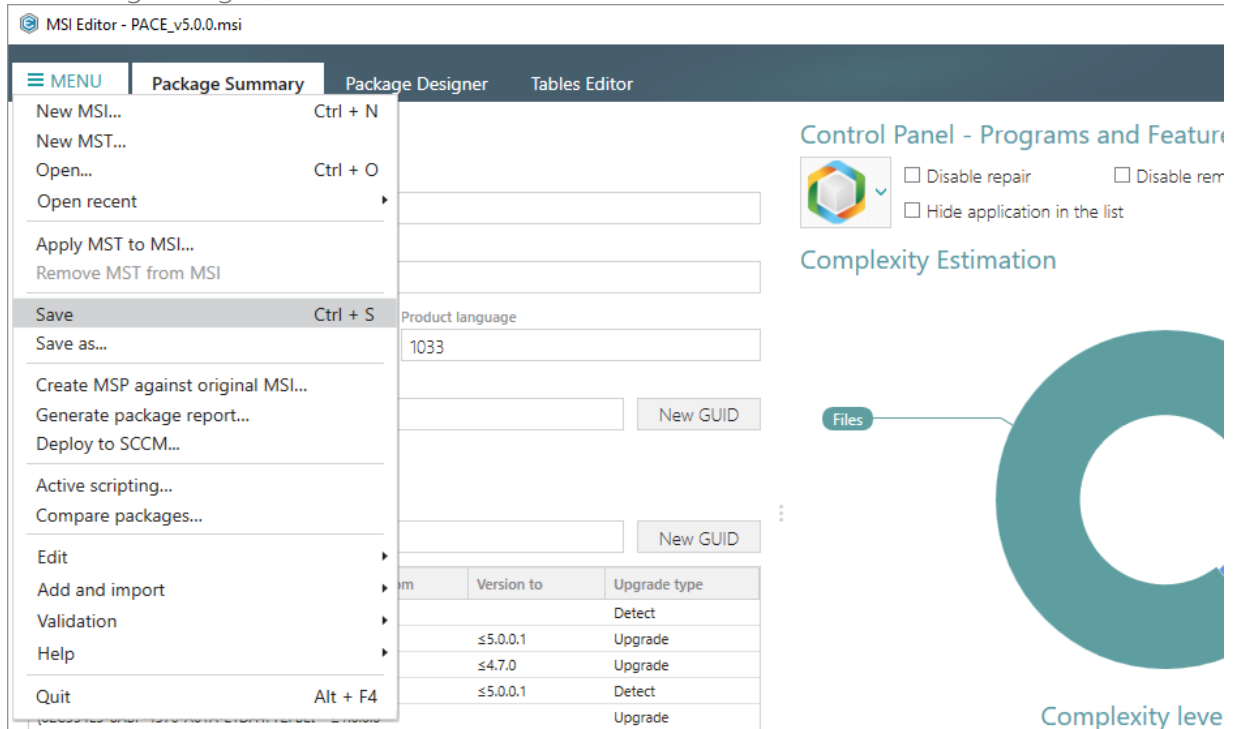 MSI Editor - PACE_v5.0.0.msi
MENU Package Summary Package Designer Tables Editor
New MSI... Ctrl + N
New MST...
Open... Ctrl + O
Open recent
Apply MST to MSI...
Remove MST from MSI
Save Ctrl + S
Save as...
Create MSP against original MSI...
Generate package report...
Deploy to SCCM...
Active scripting...
Compare packages...
Edit
Add and import
Validation
Help
Quit Alt + F4
Product language
1033
New GUID
New GUID
Version to Upgrade type
Detect
≤5.0.0.1 Upgrade
≤4.7.0 Upgrade
≤5.0.0.1 Detect
Upgrade
Control Panel - Programs and Feature
Disable repair Disable rem
Hide application in the list
Complexity Estimation
Files
Complexity leve